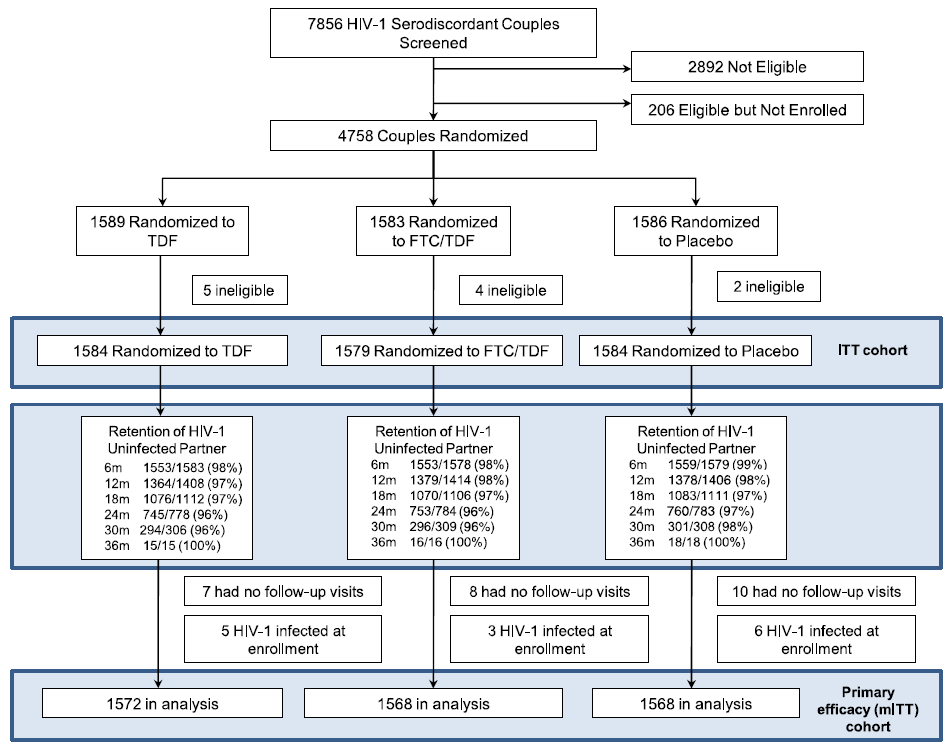 7856 HIV-1 Serodiscordant Couples
Screened
2892 Not Eligible
206 Eligible but Not Enrolled
4758 Couples Randomized
1589 Randomized to
TDF
1583 Randomized
to FTC/TDF
1586 Randomized
to Placebo
5 ineligible
4 ineligible
2 ineligible
1584 Randomized to TDF
1579 Randomized to FTC/TDF
1584 Randomized to Placebo
ITT cohort
Retention of HIV-1
Uninfected Partner
6m 1553/1583 (98%)
12m 1364/1408 (97%)
18m 1076/1112 (97%)
24m 745/778 (96%)
30m 294/306 (96%)
36m 15/15 (100%)
Retention of HIV-1
Uninfected Partner
6m 1553/1578 (98%)
12m 1379/1414 (98%)
18m 1070/1106 (97%)
24m 753/784 (96%)
30m 296/309 (96%)
36m 16/16 (100%)
Retention of HIV-1
Uninfected Partner
6m 1559/1579 (99%)
12m 1378/1406 (98%)
18m 1083/1111 (97%)
24m 760/783 (97%)
30m 301/308 (98%)
36m 18/18 (100%)
7 had no follow-up visits
8 had no follow-up visits
10 had no follow-up visits
5 HIV-1 infected at
enrollment
3 HIV-1 infected at
enrollment
6 HIV-1 infected at
enrollment
1572 in analysis
1568 in analysis
1568 in analysis
Primary
efficacy (mITT)
cohort